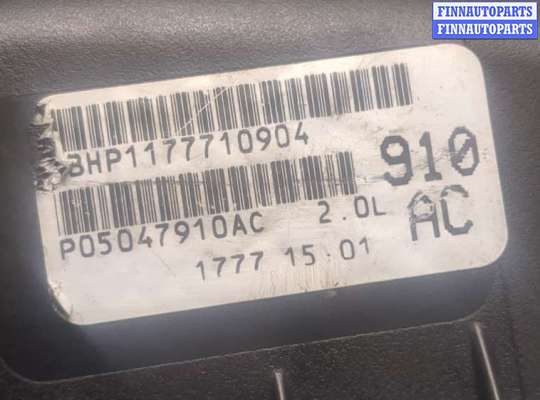 FINNAUTOPARTS
FINNAUTOPARTS
BHP1177710904
910
P05047910AC 2.0L AC
1777 15.01